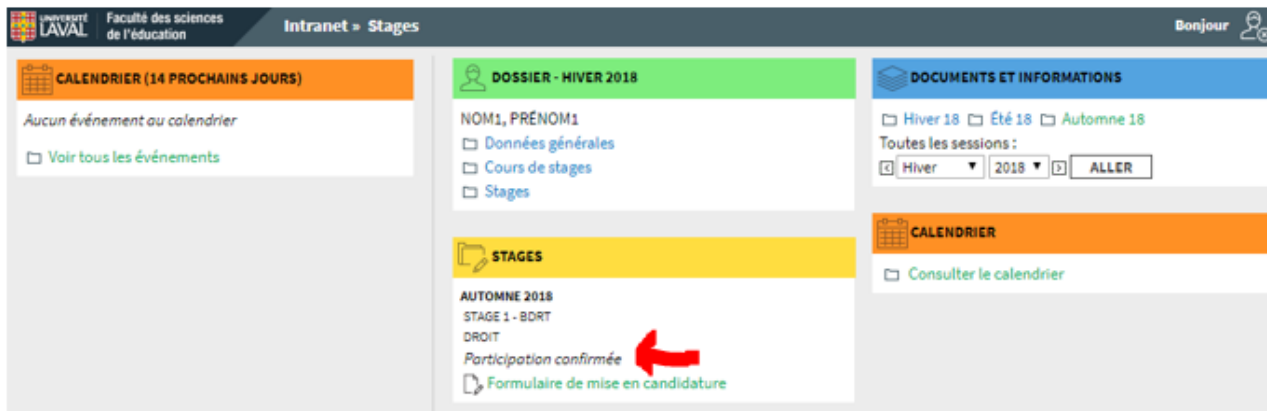 UNIVERSITÉ
LAVAL
Faculté des sciences
de l'éducation
Intranet » Stages
Bonjour
CALENDRIER (14 PROCHAINS JOURS)
Aucun événement au calendrier
Voir tous les événements
DOSSIER - HIVER 2018
NOM1, PRÉNOM1
Données générales
Cours de stages
Stages
STAGES
AUTOMNE 2018
STAGE 1 - BDRT
DROIT
Participation confirmée
Formulaire de mise en candidature
DOCUMENTS ET INFORMATIONS
Hiver 18 Été 18 Automne 18
Toutes les sessions :
Hiver 2018 ALLER
CALENDRIER
Consulter le calendrier